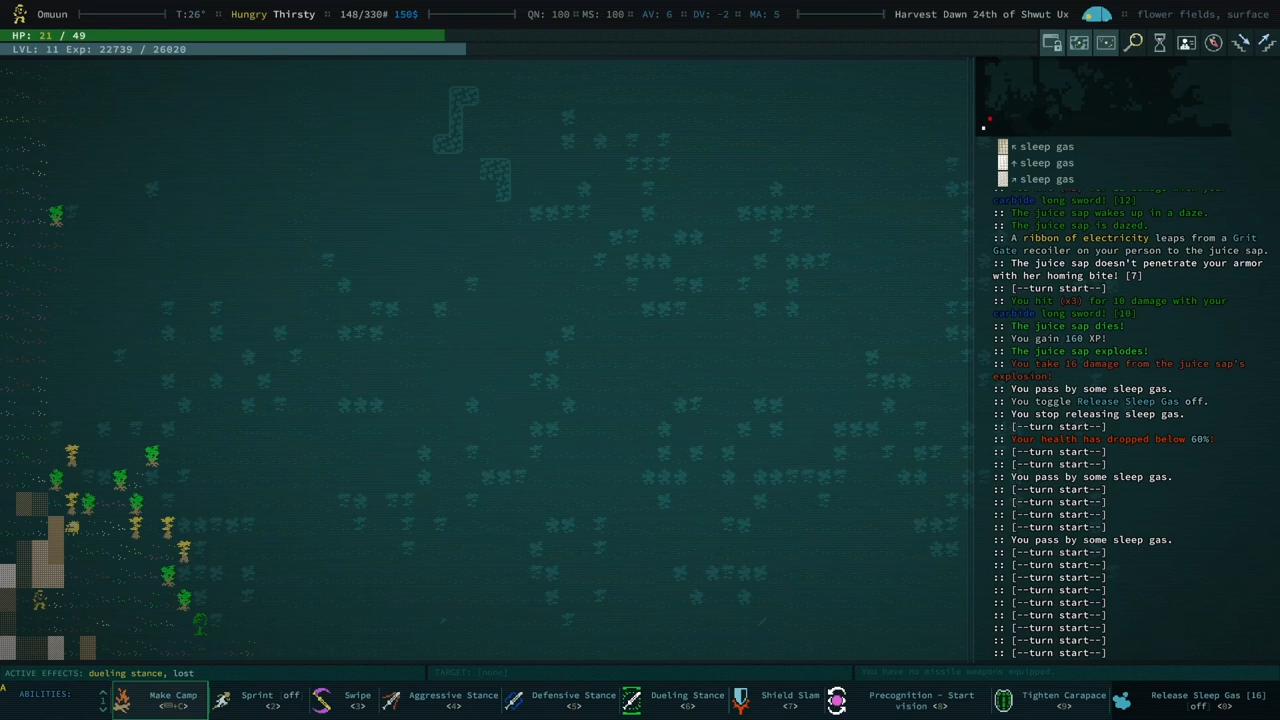 Omuun T:26° Hungry Thirsty 148/330# 150$ QN: 100 MS: 100 AV: 6 DV: -2 MA: 5 Harvest Dawn 24th of Shwut Ux flower fields, surface
HP: 21 / 49
LVL: 11 Exp: 22739 / 26020
sleep gas
sleep gas
sleep gas
carbide long sword! [12]
:: The juice sap wakes up in a daze.
:: The juice sap is dazed.
:: A ribbon of electricity leaps from a Grit
Gate recoiler on your person to the juice sap.
:: The juice sap doesn't penetrate your armor
with her homing bite! [7]
:: [--turn start--]
:: You hit (x3) for 10 damage with your
carbide long sword! [10]
:: The juice sap dies!
:: You gain 160 XP!
:: The juice sap explodes!
:: You take 16 damage from the juice sap's
explosion!
:: You pass by some sleep gas.
:: You toggle Release Sleep Gas off.
:: You stop releasing sleep gas.
:: [--turn start--]
:: Your health has dropped below 60%!
:: [--turn start--]
:: [--turn start--]
:: You pass by some sleep gas.
:: [--turn start--]
:: [--turn start--]
:: [--turn start--]
:: [--turn start--]
:: You pass by some sleep gas.
:: [--turn start--]
:: [--turn start--]
:: [--turn start--]
:: [--turn start--]
:: [--turn start--]
:: [--turn start--]
:: [--turn start--]
:: [--turn start--]
:: [--turn start--]
ACTIVE EFFECTS: dueling stance, lost TARGET: [none] You have no missile weapons equipped.
A
ABILITIES: 1 Make Camp <C> Sprint off <2> Swipe <3> Aggressive Stance <4> Defensive Stance <5> Dueling Stance <6> Shield Slam <7> Precognition - Start vision <8> Tighten Carapace <9> Release Sleep Gas [16] off <0>